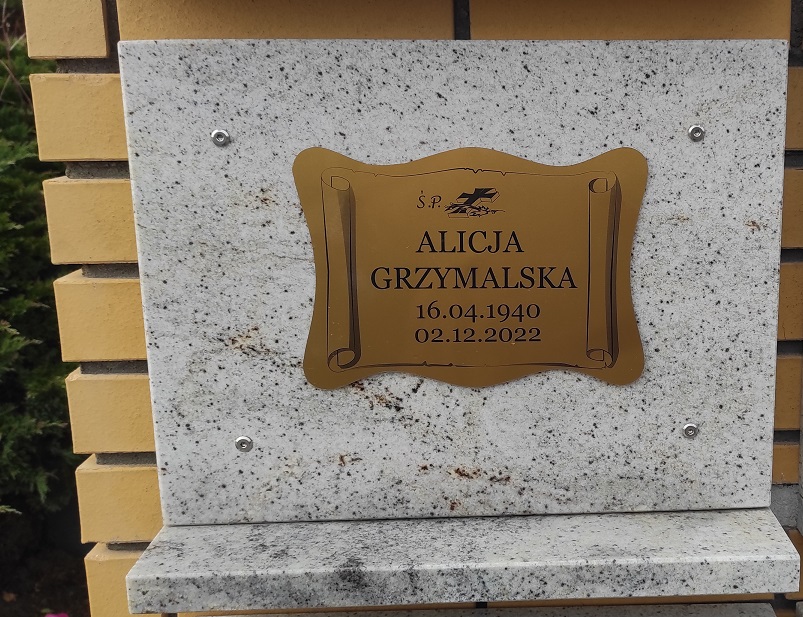 Ś.P.
ALICJA
GRZYMALSKA
16.04.1940
02.12.2022